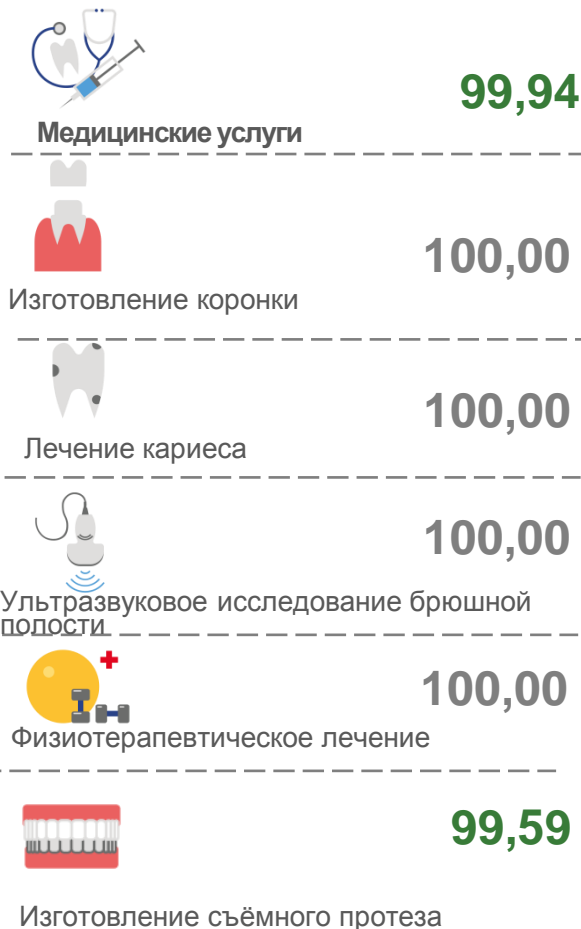 99,94
Медицинские услуги
100,00
Изготовление коронки
100,00
Лечение кариеса
100,00
Ультразвуковое исследование брюшной
полости
100,00
Физиотерапевтическое лечение
99,59
Изготовление съёмного протеза